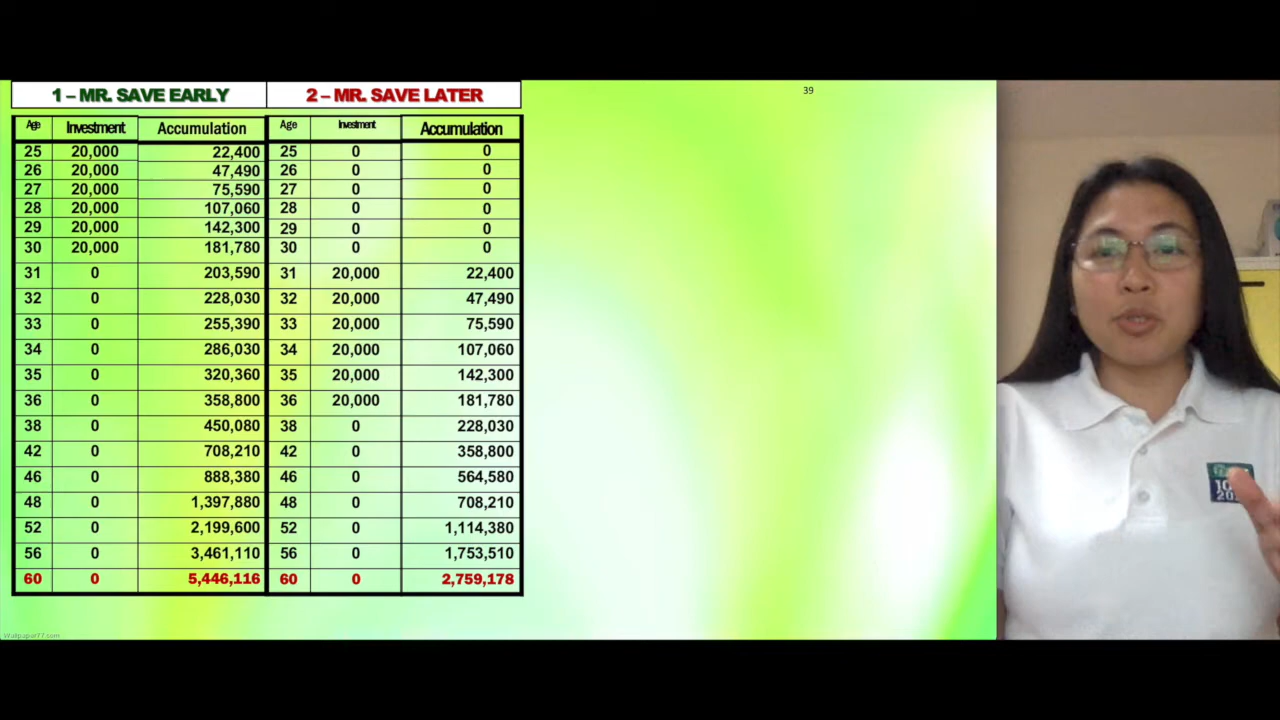 1 – MR. SAVE EARLY 2 – MR. SAVE LATER
Age Investment Accumulation Age Investment Accumulation
25 20,000 22,400 25 0 0
26 20,000 47,490 26 0 0
27 20,000 75,590 27 0 0
28 20,000 107,060 28 0 0
29 20,000 142,300 29 0 0
30 20,000 181,780 30 0 0
31 0 203,590 31 20,000 22,400
32 0 228,030 32 20,000 47,490
33 0 255,390 33 20,000 75,590
34 0 286,030 34 20,000 107,060
35 0 320,360 35 20,000 142,300
36 0 358,800 36 20,000 181,780
38 0 450,080 38 0 228,030
42 0 708,210 42 0 358,800
46 0 888,380 46 0 564,580
48 0 1,397,880 48 0 708,210
52 0 2,199,600 52 0 1,114,380
56 0 3,461,110 56 0 1,753,510
60 0 5,446,116 60 0 2,759,178
39
Wallpaper77.com